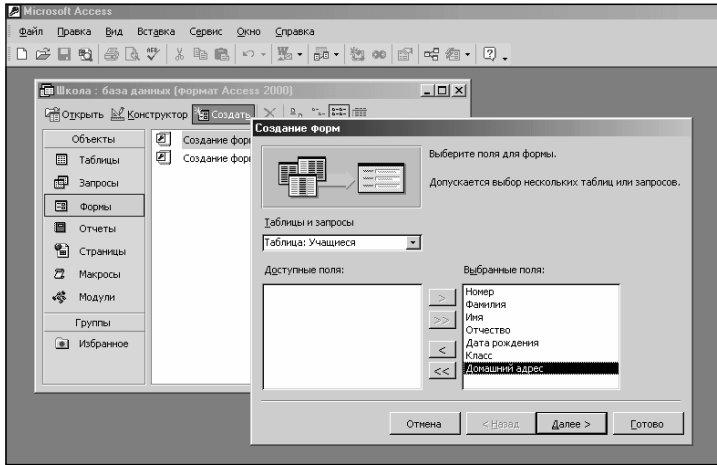 Microsoft Access
Файл Правка Вид Вставка Сервис Окно Справка
Школа : база данных (формат Access 2000)
Открыть Конструктор Создать
Объекты
Таблицы
Запросы
Формы
Отчеты
Страницы
Макросы
Модули
Группы
Избранное
Создание фор
Создание фор
Создание форм
Выберите поля для формы.
Допускается выбор нескольких таблиц или запросов.
Таблицы и запросы
Таблица: Учащиеся
Доступные поля:
Выбранные поля:
Номер
Фамилия
Имя
Отчество
Дата рождения
Класс
Домашний адрес
>
>>
<
<<
Отмена < Назад Далее > Готово